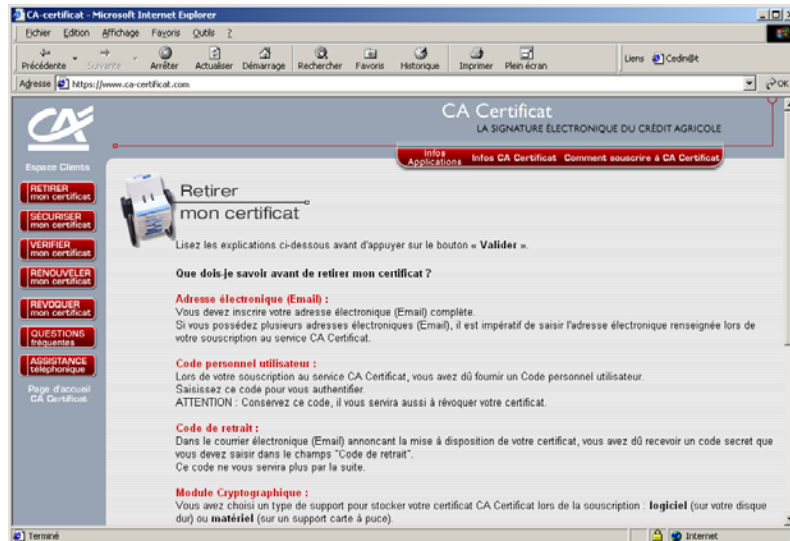 CA-certificat - Microsoft Internet Explorer
Fichier Edition Affichage Favoris Outils ?
Précédente Suivante Arrêter Actualiser Démarrage Rechercher Favoris Historique Imprimer Plein écran Liens Cedin@t
Adresse https://www.ca-certificat.com OK
CA
CA Certificat
LA SIGNATURE ÉLECTRONIQUE DU CRÉDIT AGRICOLE
Infos Applications Infos CA Certificat Comment souscrire à CA Certificat
Espace Clients
RETIRER
mon certificat
SÉCURISER
mon certificat
VÉRIFIER
mon certificat
RENOUVELER
mon certificat
RÉVOQUER
mon certificat
QUESTIONS
fréquentes
ASSISTANCE
téléphonique
Page d'accueil
CA Certificat
Retirer
mon certificat
Lisez les explications ci-dessous avant d'appuyer sur le bouton « Valider ».
Que dois-je savoir avant de retirer mon certificat ?
Adresse électronique (Email) :
Vous devez inscrire votre adresse électronique (Email) complète.
Si vous possédez plusieurs adresses électroniques (Email), il est impératif de saisir l'adresse électronique renseignée lors de
votre souscription au service CA Certificat.
Code personnel utilisateur :
Lors de votre souscription au service CA Certificat, vous avez dû fournir un Code personnel utilisateur.
Saisissez ce code pour vous authentifier.
ATTENTION : Conservez ce code, il vous servira aussi à révoquer votre certificat.
Code de retrait :
Dans le courrier électronique (Email) annoncant la mise à disposition de votre certificat, vous avez dû recevoir un code secret que
vous devez saisir dans le champs "Code de retrait".
Ce code ne vous servira plus par la suite.
Module Cryptographique :
Vous avez choisi un type de support pour stocker votre certificat CA Certificat lors de la souscription : logiciel (sur votre disque
dur) ou matériel (sur un support carte à puce).
Terminé Internet